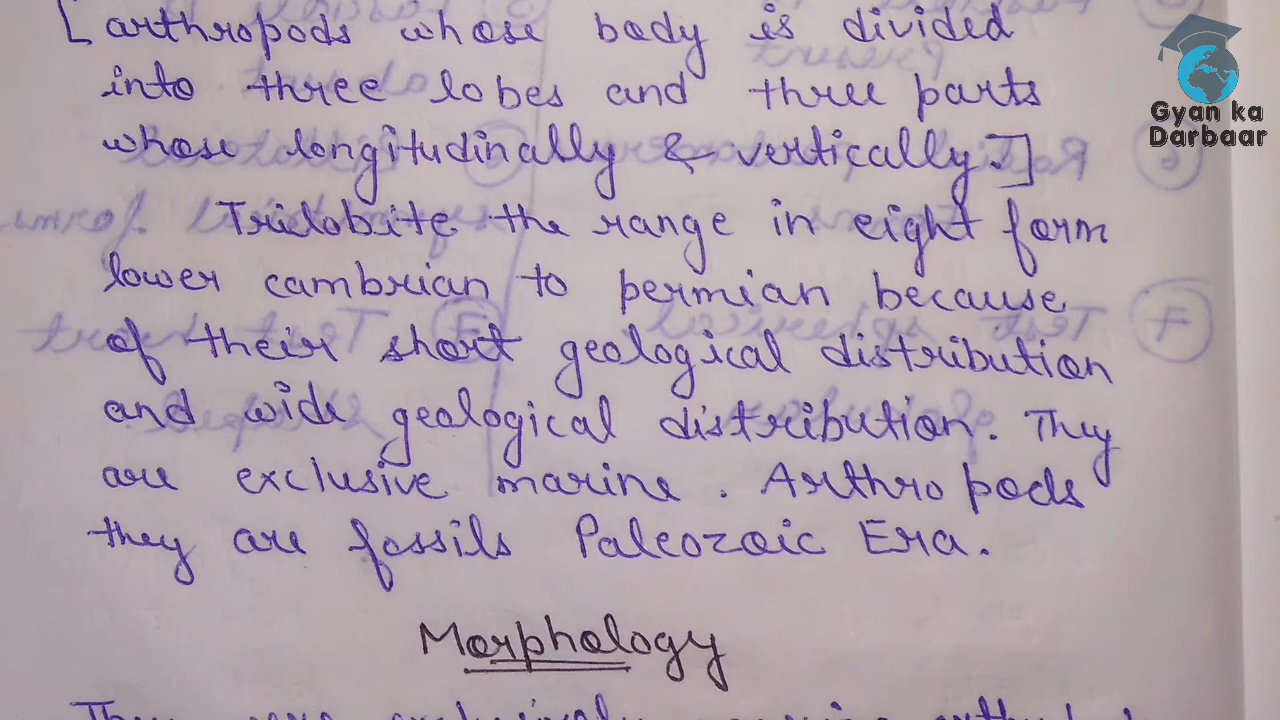 [arthropods whose body is divided
into three lobes and three parts
whose longitudinally & vertically.]
Trilobite the range in eight form
lower cambrian to permian because
of their short geological distribution
and wide geological distribution. They
are exclusive marine. Arthropods
they are fossils Paleozoic Era.
Morphology
Gyan ka
Darbaar